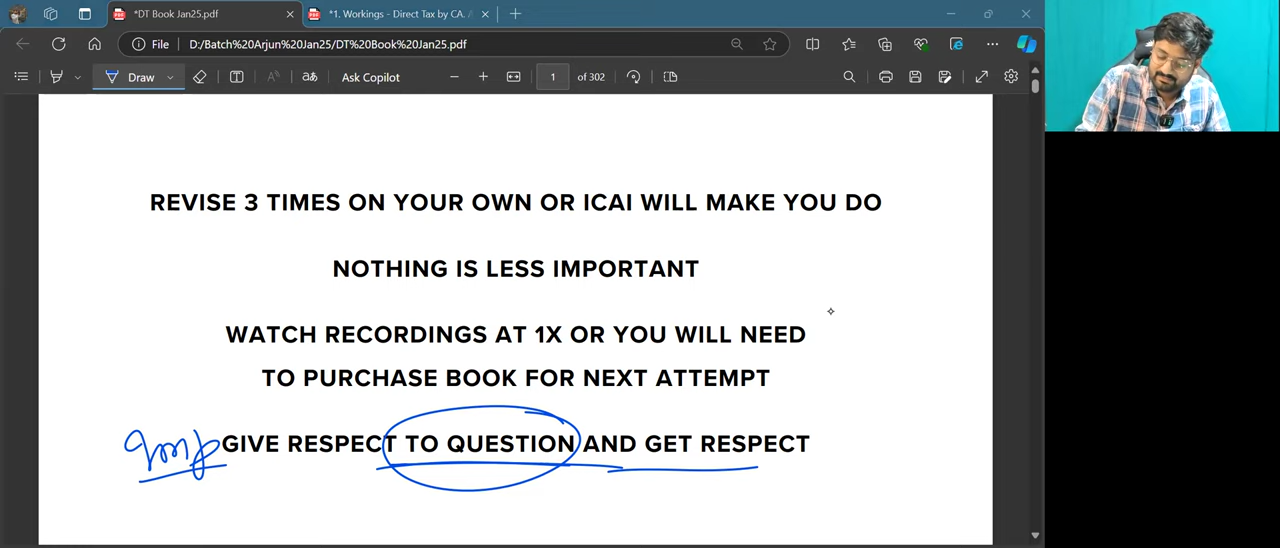 *DT Book Jan25.pdf
*1. Workings - Direct Tax by CA. A
File D:/Batch%20Arjun%20Jan25/DT%20Book%20Jan25.pdf
Draw Ask Copilot 1 of 302
REVISE 3 TIMES ON YOUR OWN OR ICAI WILL MAKE YOU DO
NOTHING IS LESS IMPORTANT
WATCH RECORDINGS AT 1X OR YOU WILL NEED
TO PURCHASE BOOK FOR NEXT ATTEMPT
Imp GIVE RESPECT TO QUESTION AND GET RESPECT